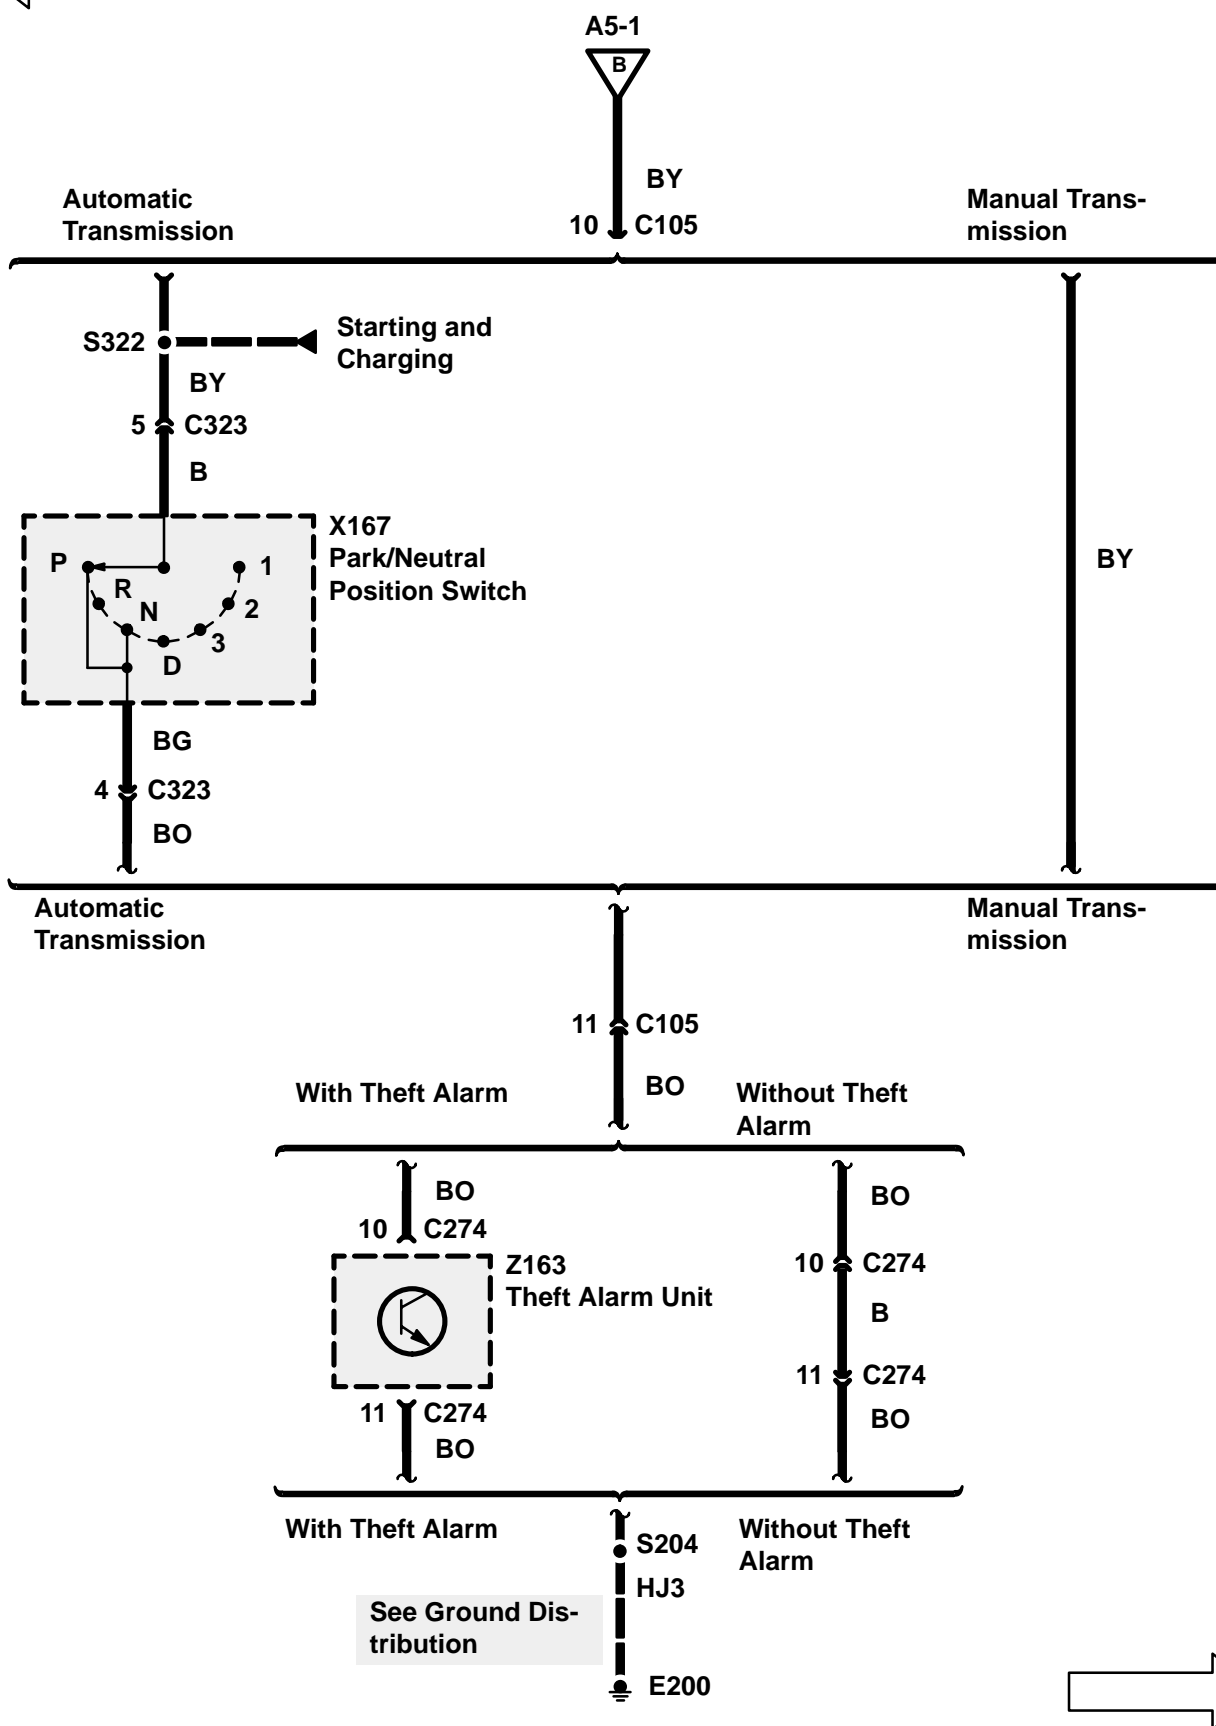 A5-1
B
BY
10 C105
Automatic
Transmission
Manual Trans-
mission
S322
Starting and
Charging
BY
5 C323
B
X167
Park/Neutral
Position Switch
P
R
N
D
3
2
1
BY
BG
4 C323
BO
Automatic
Transmission
Manual Trans-
mission
11 C105
BO
With Theft Alarm
Without Theft
Alarm
BO
10 C274
Z163
Theft Alarm Unit
11 C274
BO
BO
10 C274
B
11 C274
BO
With Theft Alarm
Without Theft
Alarm
S204
HJ3
See Ground Dis-
tribution
E200